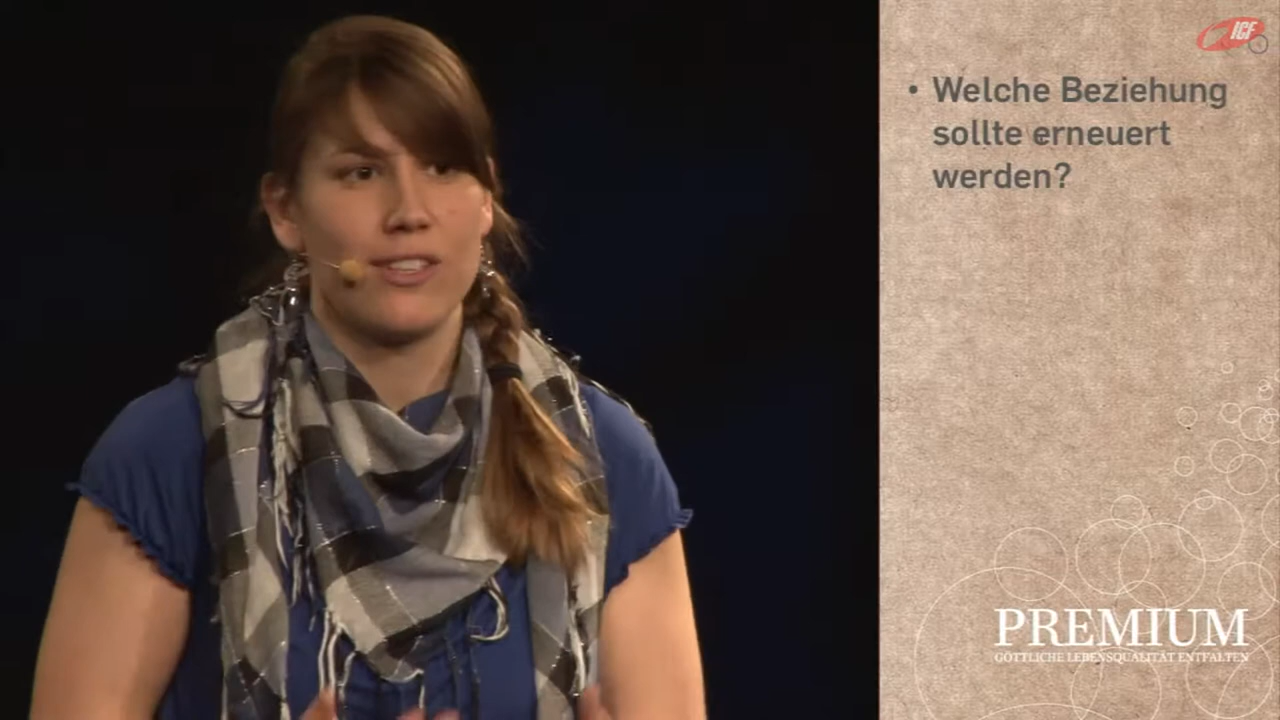 ICF
• Welche Beziehung
sollte erneuert
werden?
PREMIUM
GÖTTLICHE LEBENSQUALITÄT ENTFALTEN